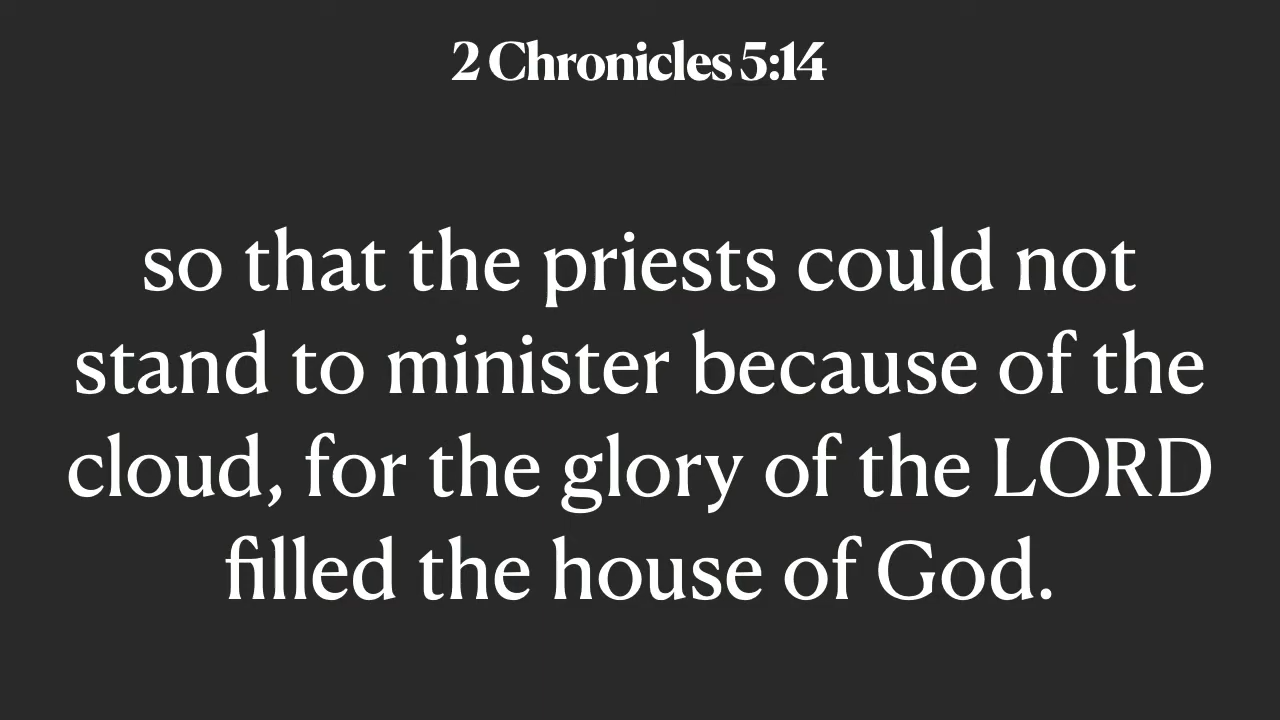 2 Chronicles 5:14
so that the priests could not
stand to minister because of the
cloud, for the glory of the LORD
filled the house of God.